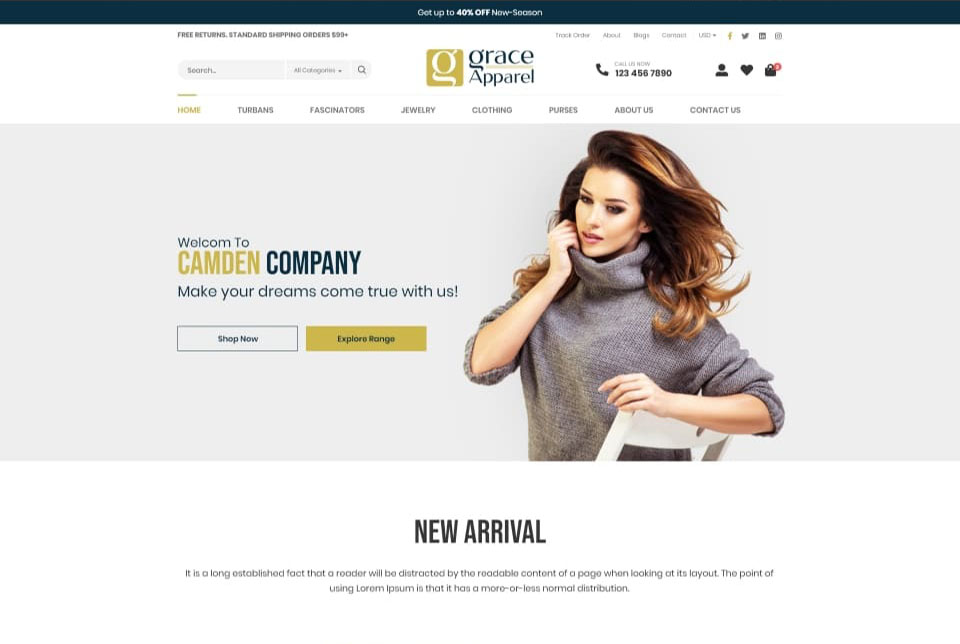 Get up to 40% OFF New-Season
FREE RETURNS. STANDARD SHIPPING ORDERS $99+
Track Order About Blogs Contact USD
Search...
All Categories
grace
Apparel
CALL US NOW
123 456 7890
HOME TURBANS FASCINATORS JEWELRY CLOTHING PURSES ABOUT US CONTACT US
Welcom To
CAMDEN COMPANY
Make your dreams come true with us!
Shop Now
Explore Range
NEW ARRIVAL
It is a long established fact that a reader will be distracted by the readable content of a page when looking at its layout. The point of
using Lorem Ipsum is that it has a more-or-less normal distribution.